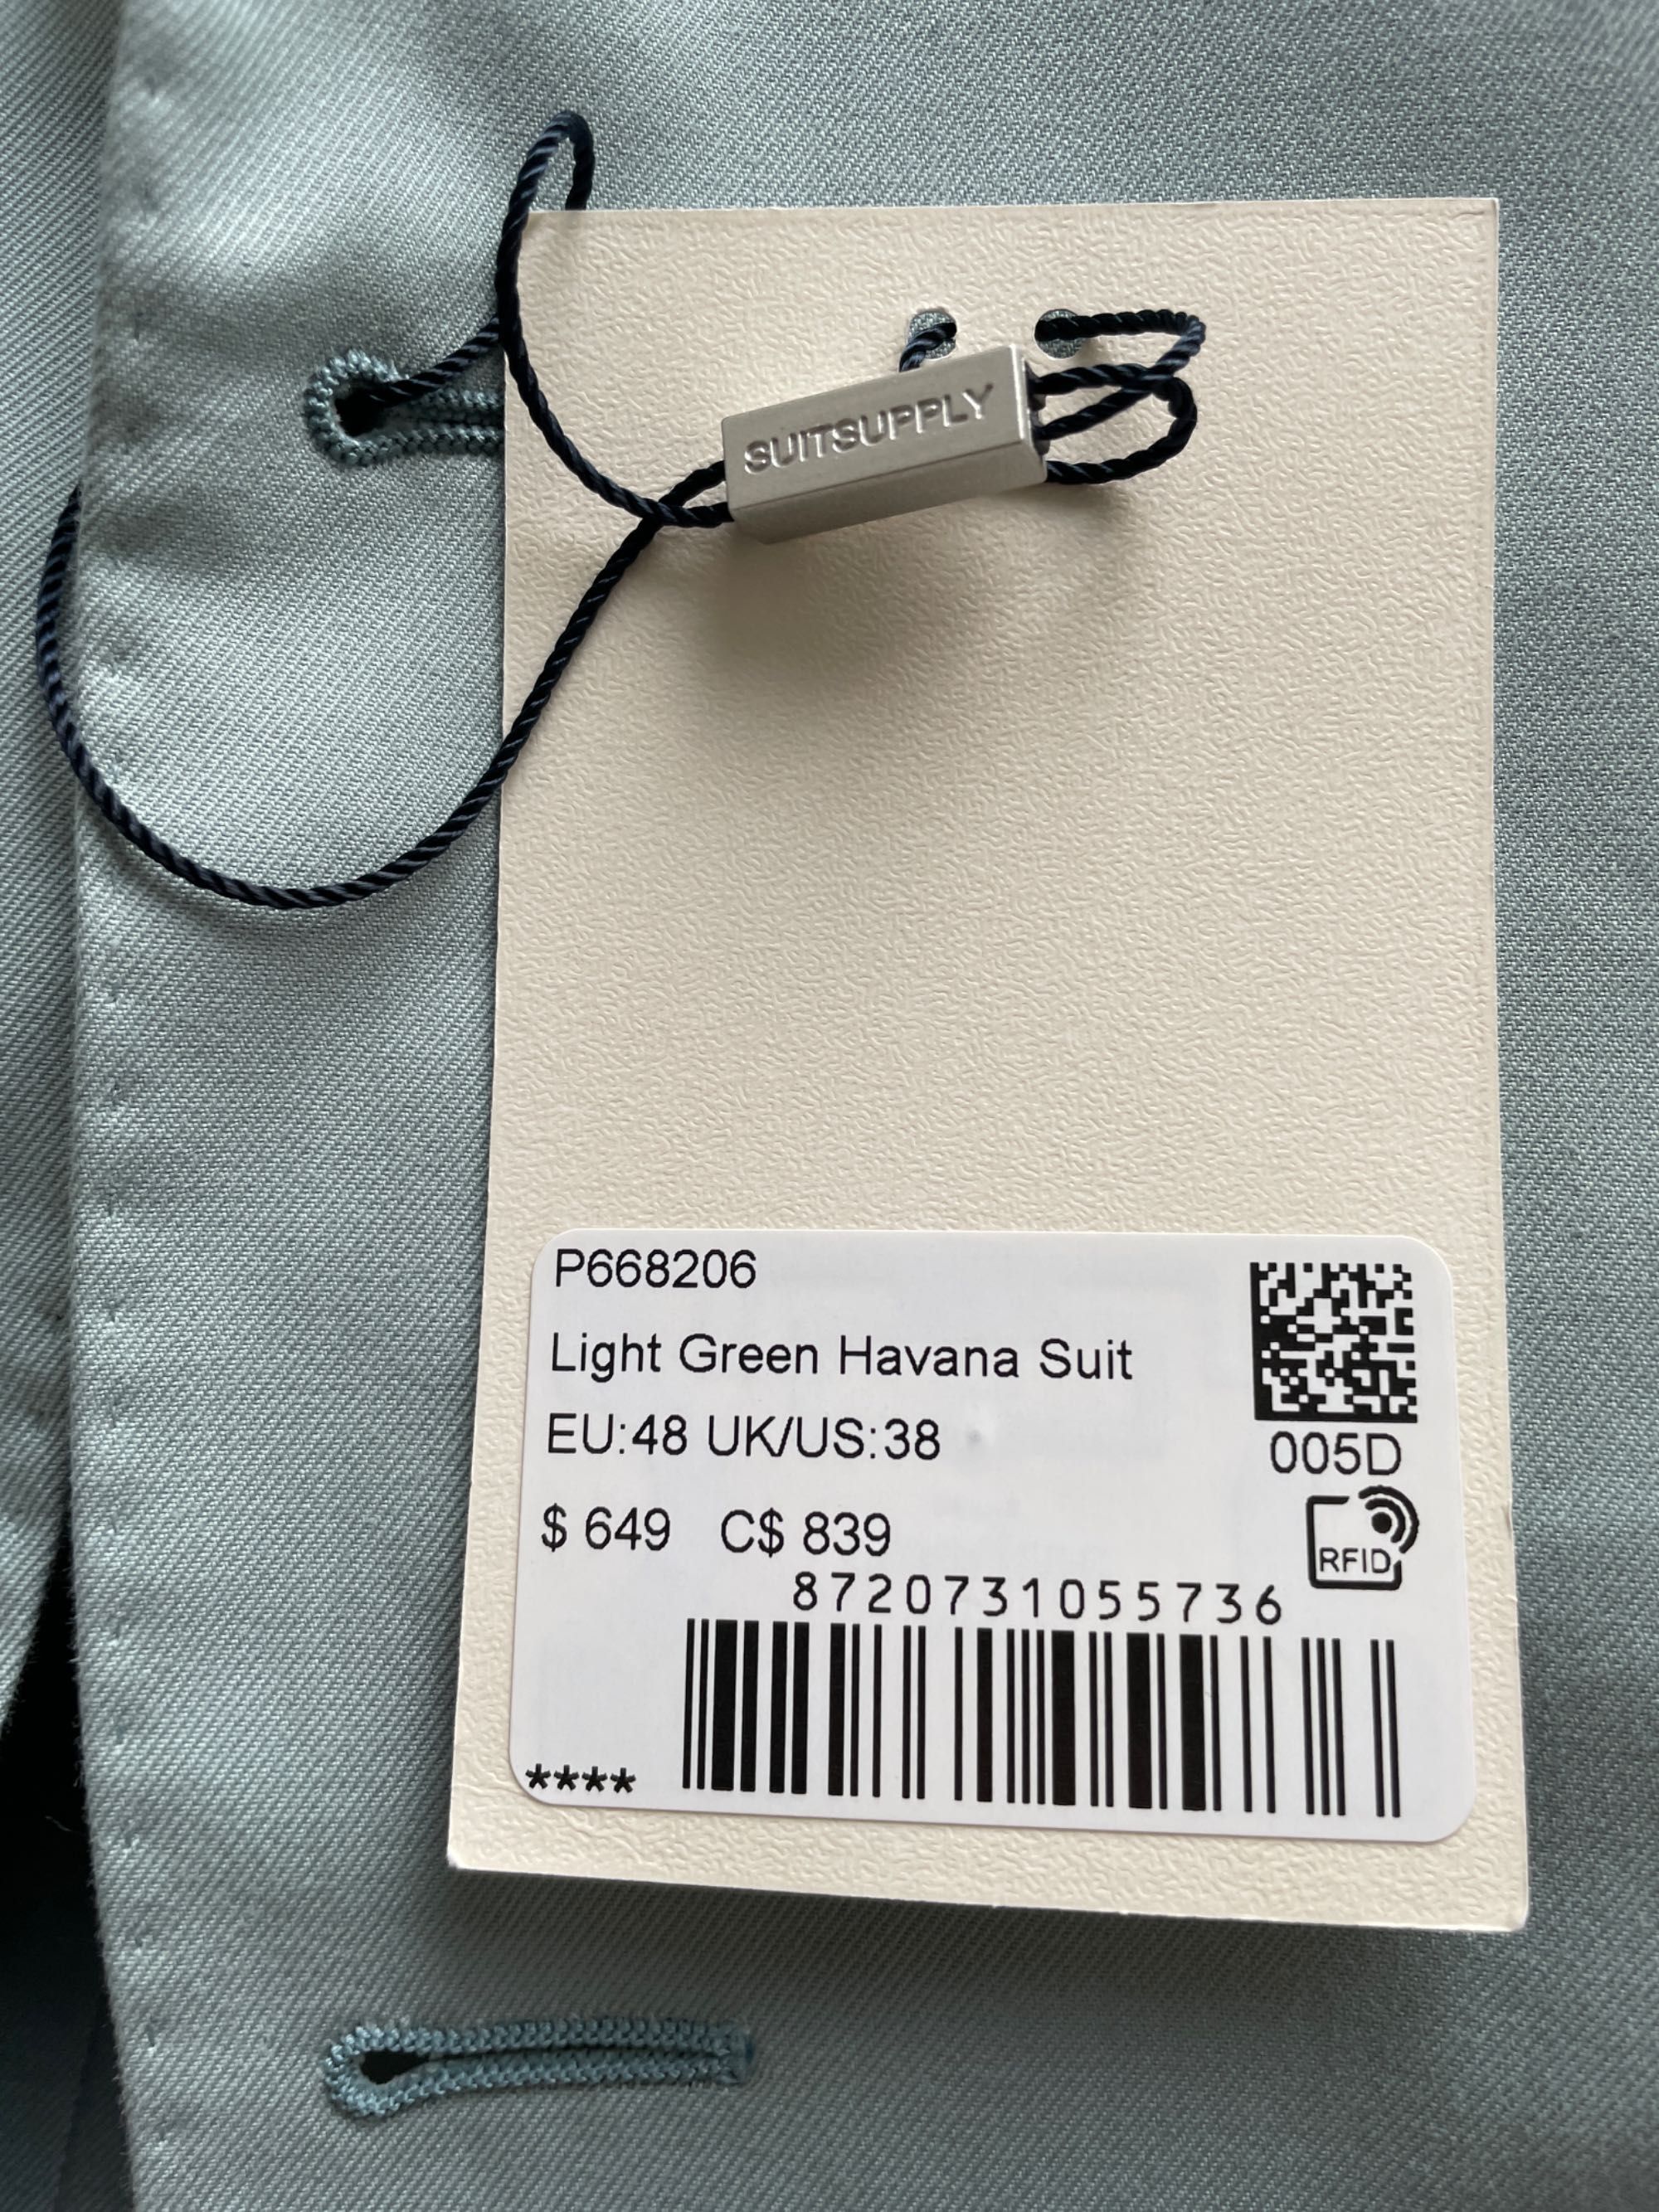 SUITSUPPLY
P668206
Light Green Havana Suit
EU:48 UK/US:38
005D
$ 649 C$ 839
RFID
8720731055736
****